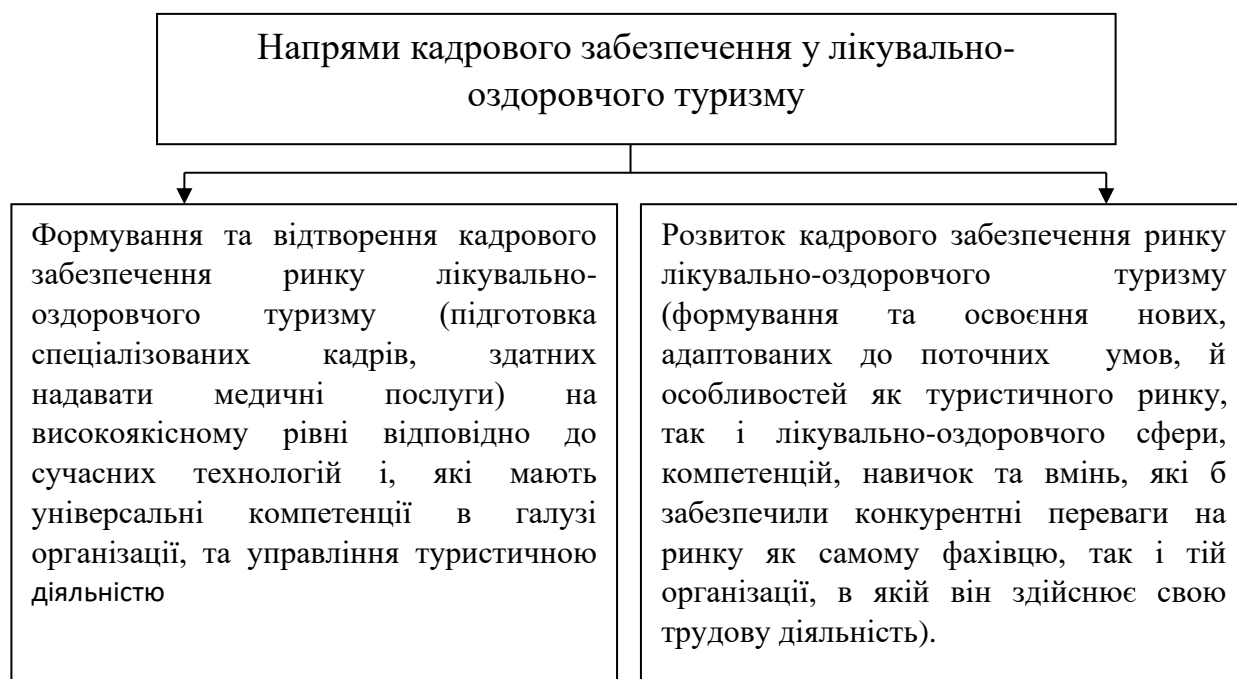 Напрями кадрового забезпечення у лікувально-
оздоровчого туризму
Формування та відтворення кадрового
забезпечення ринку лікувально-
оздоровчого туризму (підготовка
спеціалізованих кадрів, здатних
надавати медичні послуги) на
високоякісному рівні відповідно до
сучасних технологій і, які мають
універсальні компетенції в галузі
організації, та управління туристичною
діяльністю
Розвиток кадрового забезпечення ринку
лікувально-оздоровчого туризму
(формування та освоєння нових,
адаптованих до поточних умов, й
особливостей як туристичного ринку,
так і лікувально-оздоровчого сфери,
компетенцій, навичок та вмінь, які б
забезпечили конкурентні переваги на
ринку як самому фахівцю, так і тій
організації, в якій він здійснює свою
трудову діяльність).